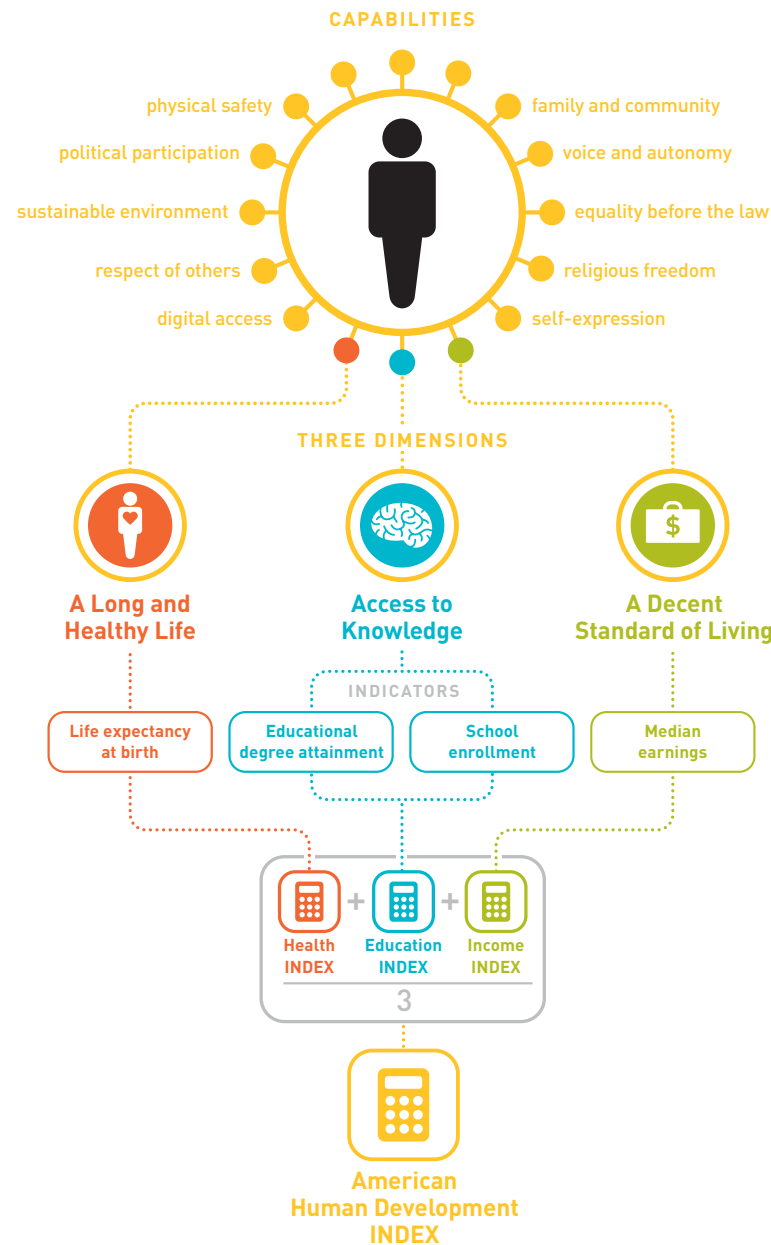 CAPABILITIES
physical safety
political participation
sustainable environment
respect of others
digital access
family and community
voice and autonomy
equality before the law
religious freedom
self-expression
THREE DIMENSIONS
A Long and
Healthy Life
Access to
Knowledge
$
A Decent
Standard of Living
INDICATORS
Life expectancy
at birth
Educational
degree attainment
School
enrollment
Median
earnings
+
+
Health
INDEX
Education
INDEX
Income
INDEX
3
American
Human Development
INDEX